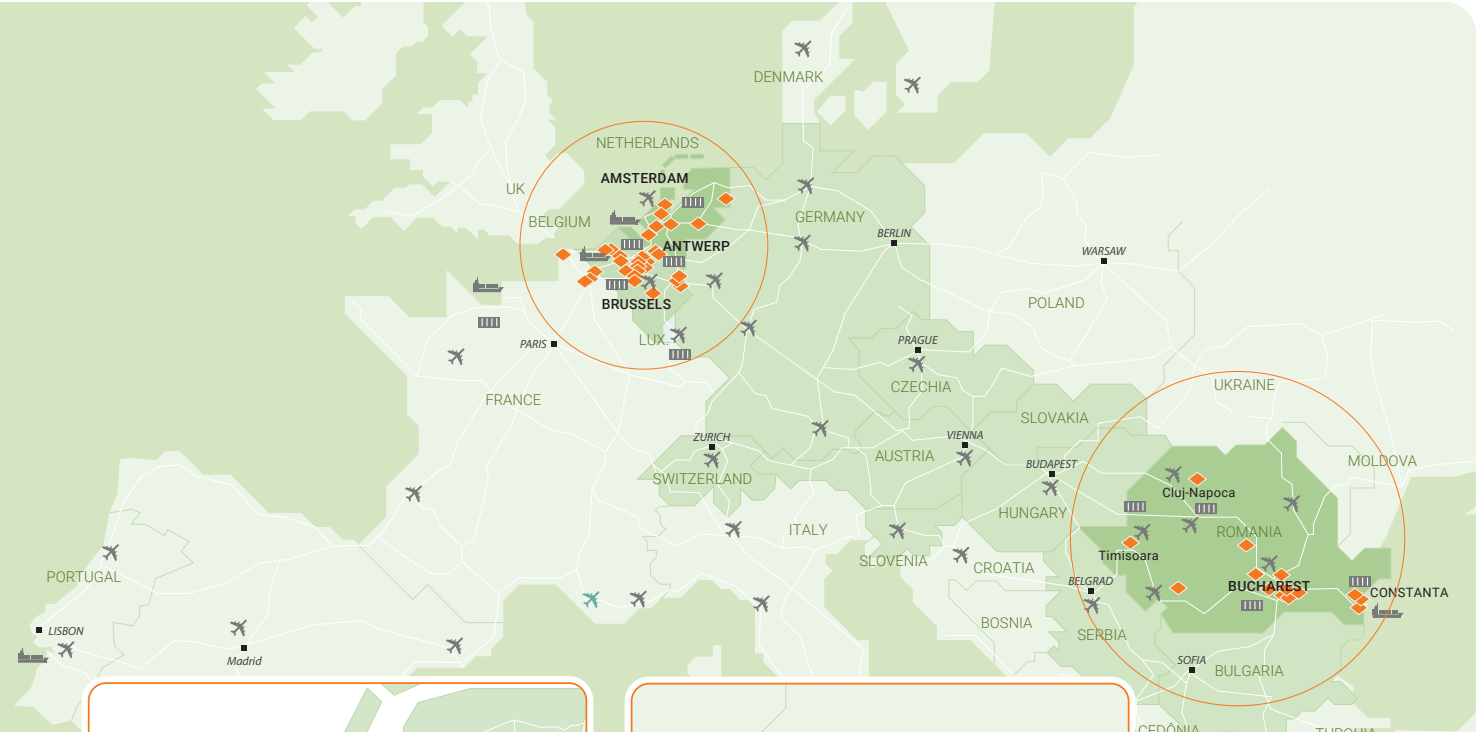 DENMARK
NETHERLANDS
AMSTERDAM
UK
BELGIUM
GERMANY
BERLIN
ANTWERP
WARSAW
POLAND
BRUSSELS
LUX.
PARIS
PRAGUE
CZECHIA
UKRAINE
FRANCE
SLOVAKIA
ZURICH
VIENNA
AUSTRIA
BUDAPEST
MOLDOVA
SWITZERLAND
Cluj-Napoca
HUNGARY
ITALY
ROMANIA
SLOVENIA
CROATIA
Timisoara
PORTUGAL
BELGRAD
BUCHAREST
CONSTANTA
BOSNIA
LISBON
SERBIA
Madrid
SOFIA
BULGARIA
CEDÔNIA
TURQUIA